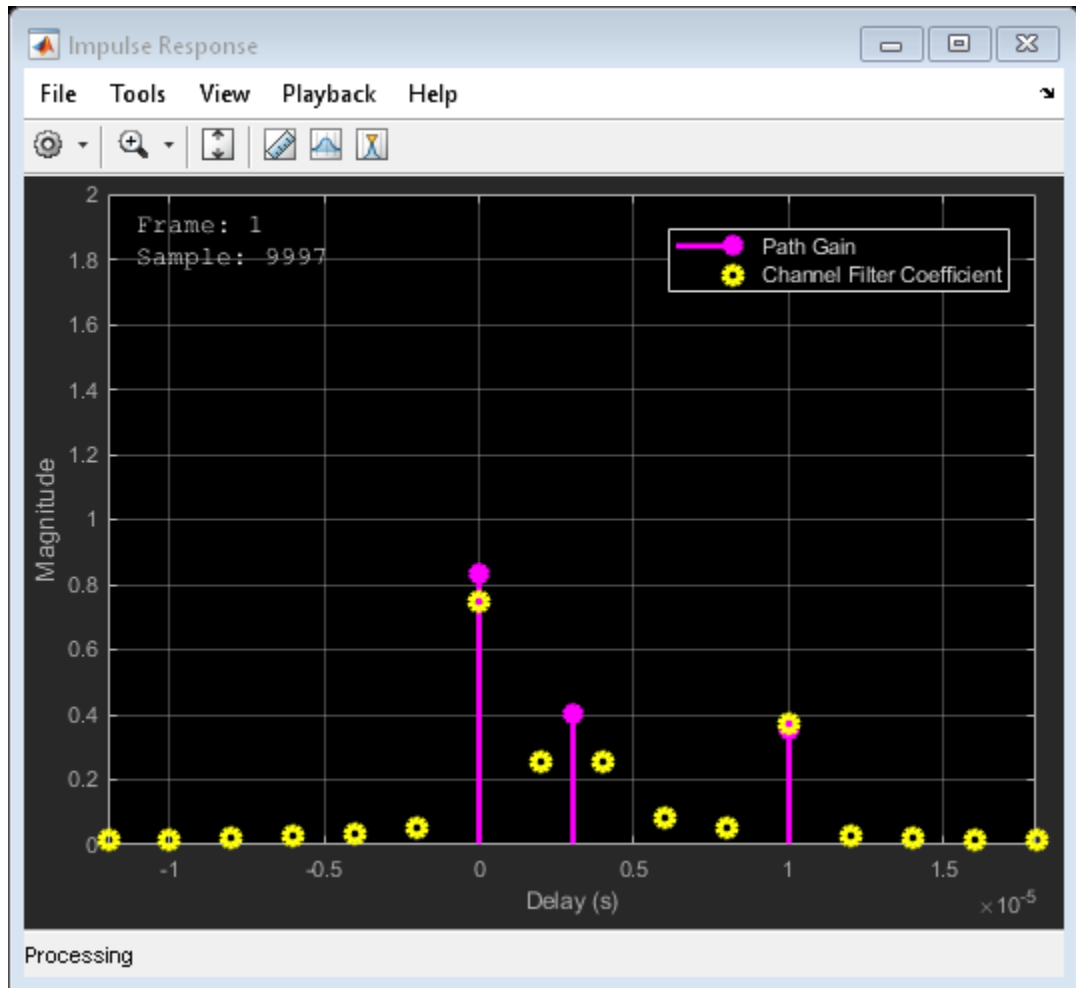 Impulse Response
File Tools View Playback Help
Frame: 1
Sample: 9997
Path Gain
Channel Filter Coefficient
2
1.8
1.6
1.4
1.2
1
0.8
0.6
0.4
0.2
0
Magnitude
-1 -0.5 0 0.5 1 1.5
Delay (s)
×10^-5
Processing